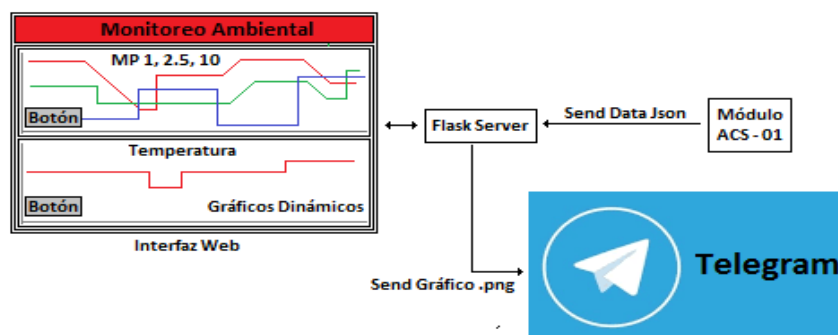 Monitoreo Ambiental
MP 1, 2.5, 10
Botón
Temperatura
Botón
Gráficos Dinámicos
Interfaz Web
Flask Server
Send Data Json
Módulo
ACS - 01
Send Gráfico .png
Telegram